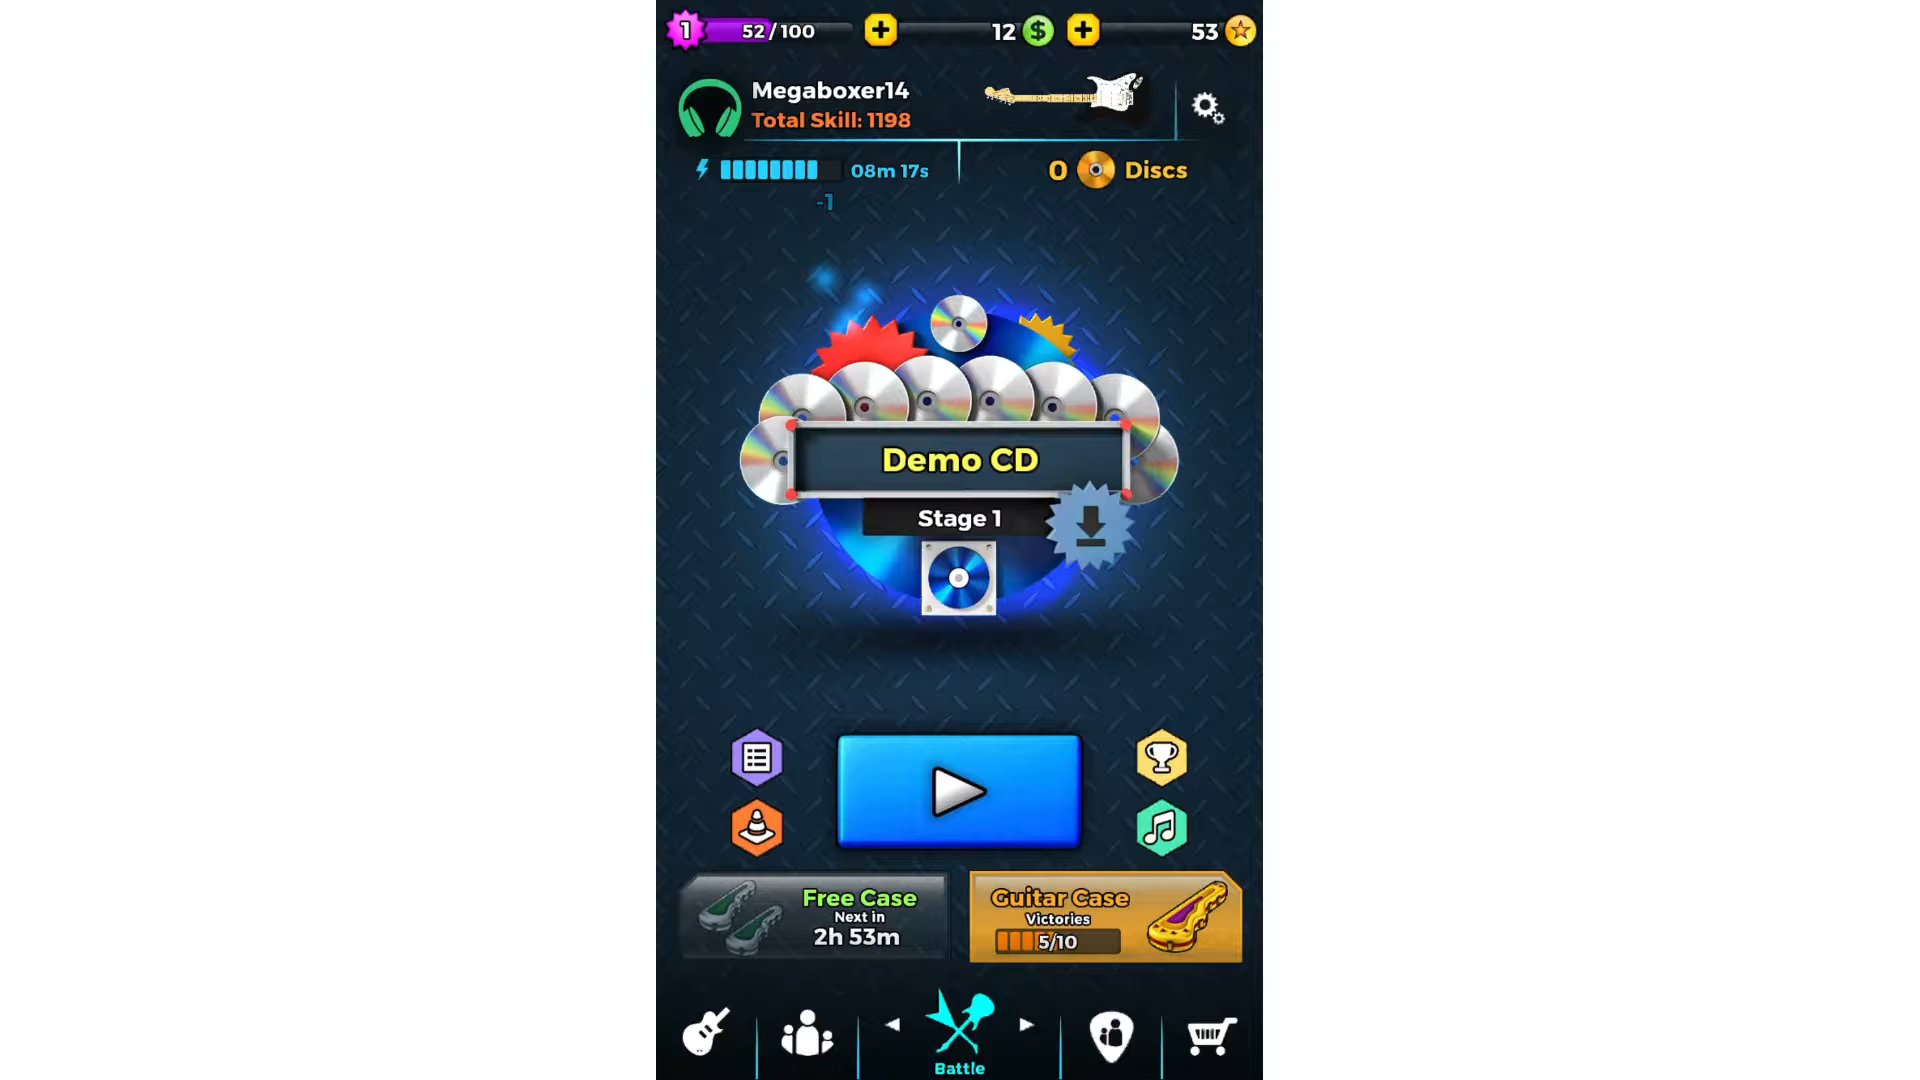 1
52/100
12
53
Megaboxer14
Total Skill: 1198
08m 17s
0 Discs
-1
Demo CD
Stage 1
Free Case
Next in
2h 53m
Guitar Case
Victories
5/10
Battle